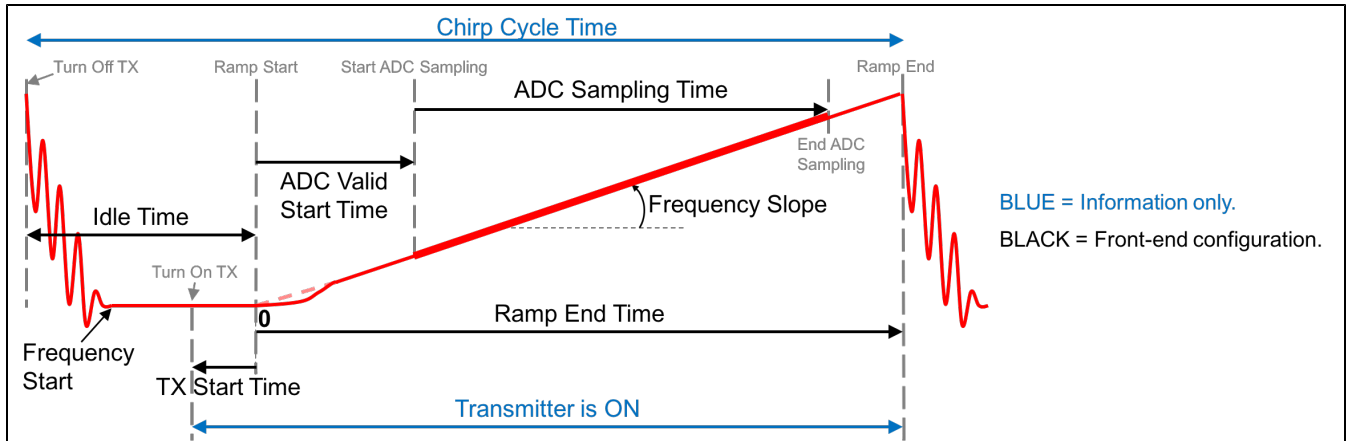 Chirp Cycle Time
Turn Off TX
Ramp Start
Start ADC Sampling
Ramp End
ADC Sampling Time
End ADC
Sampling
ADC Valid
Start Time
Idle Time
Frequency Slope
BLUE = Information only.
BLACK = Front-end configuration.
Turn On TX
0
Ramp End Time
Frequency
Start
TX Start Time
Transmitter is ON